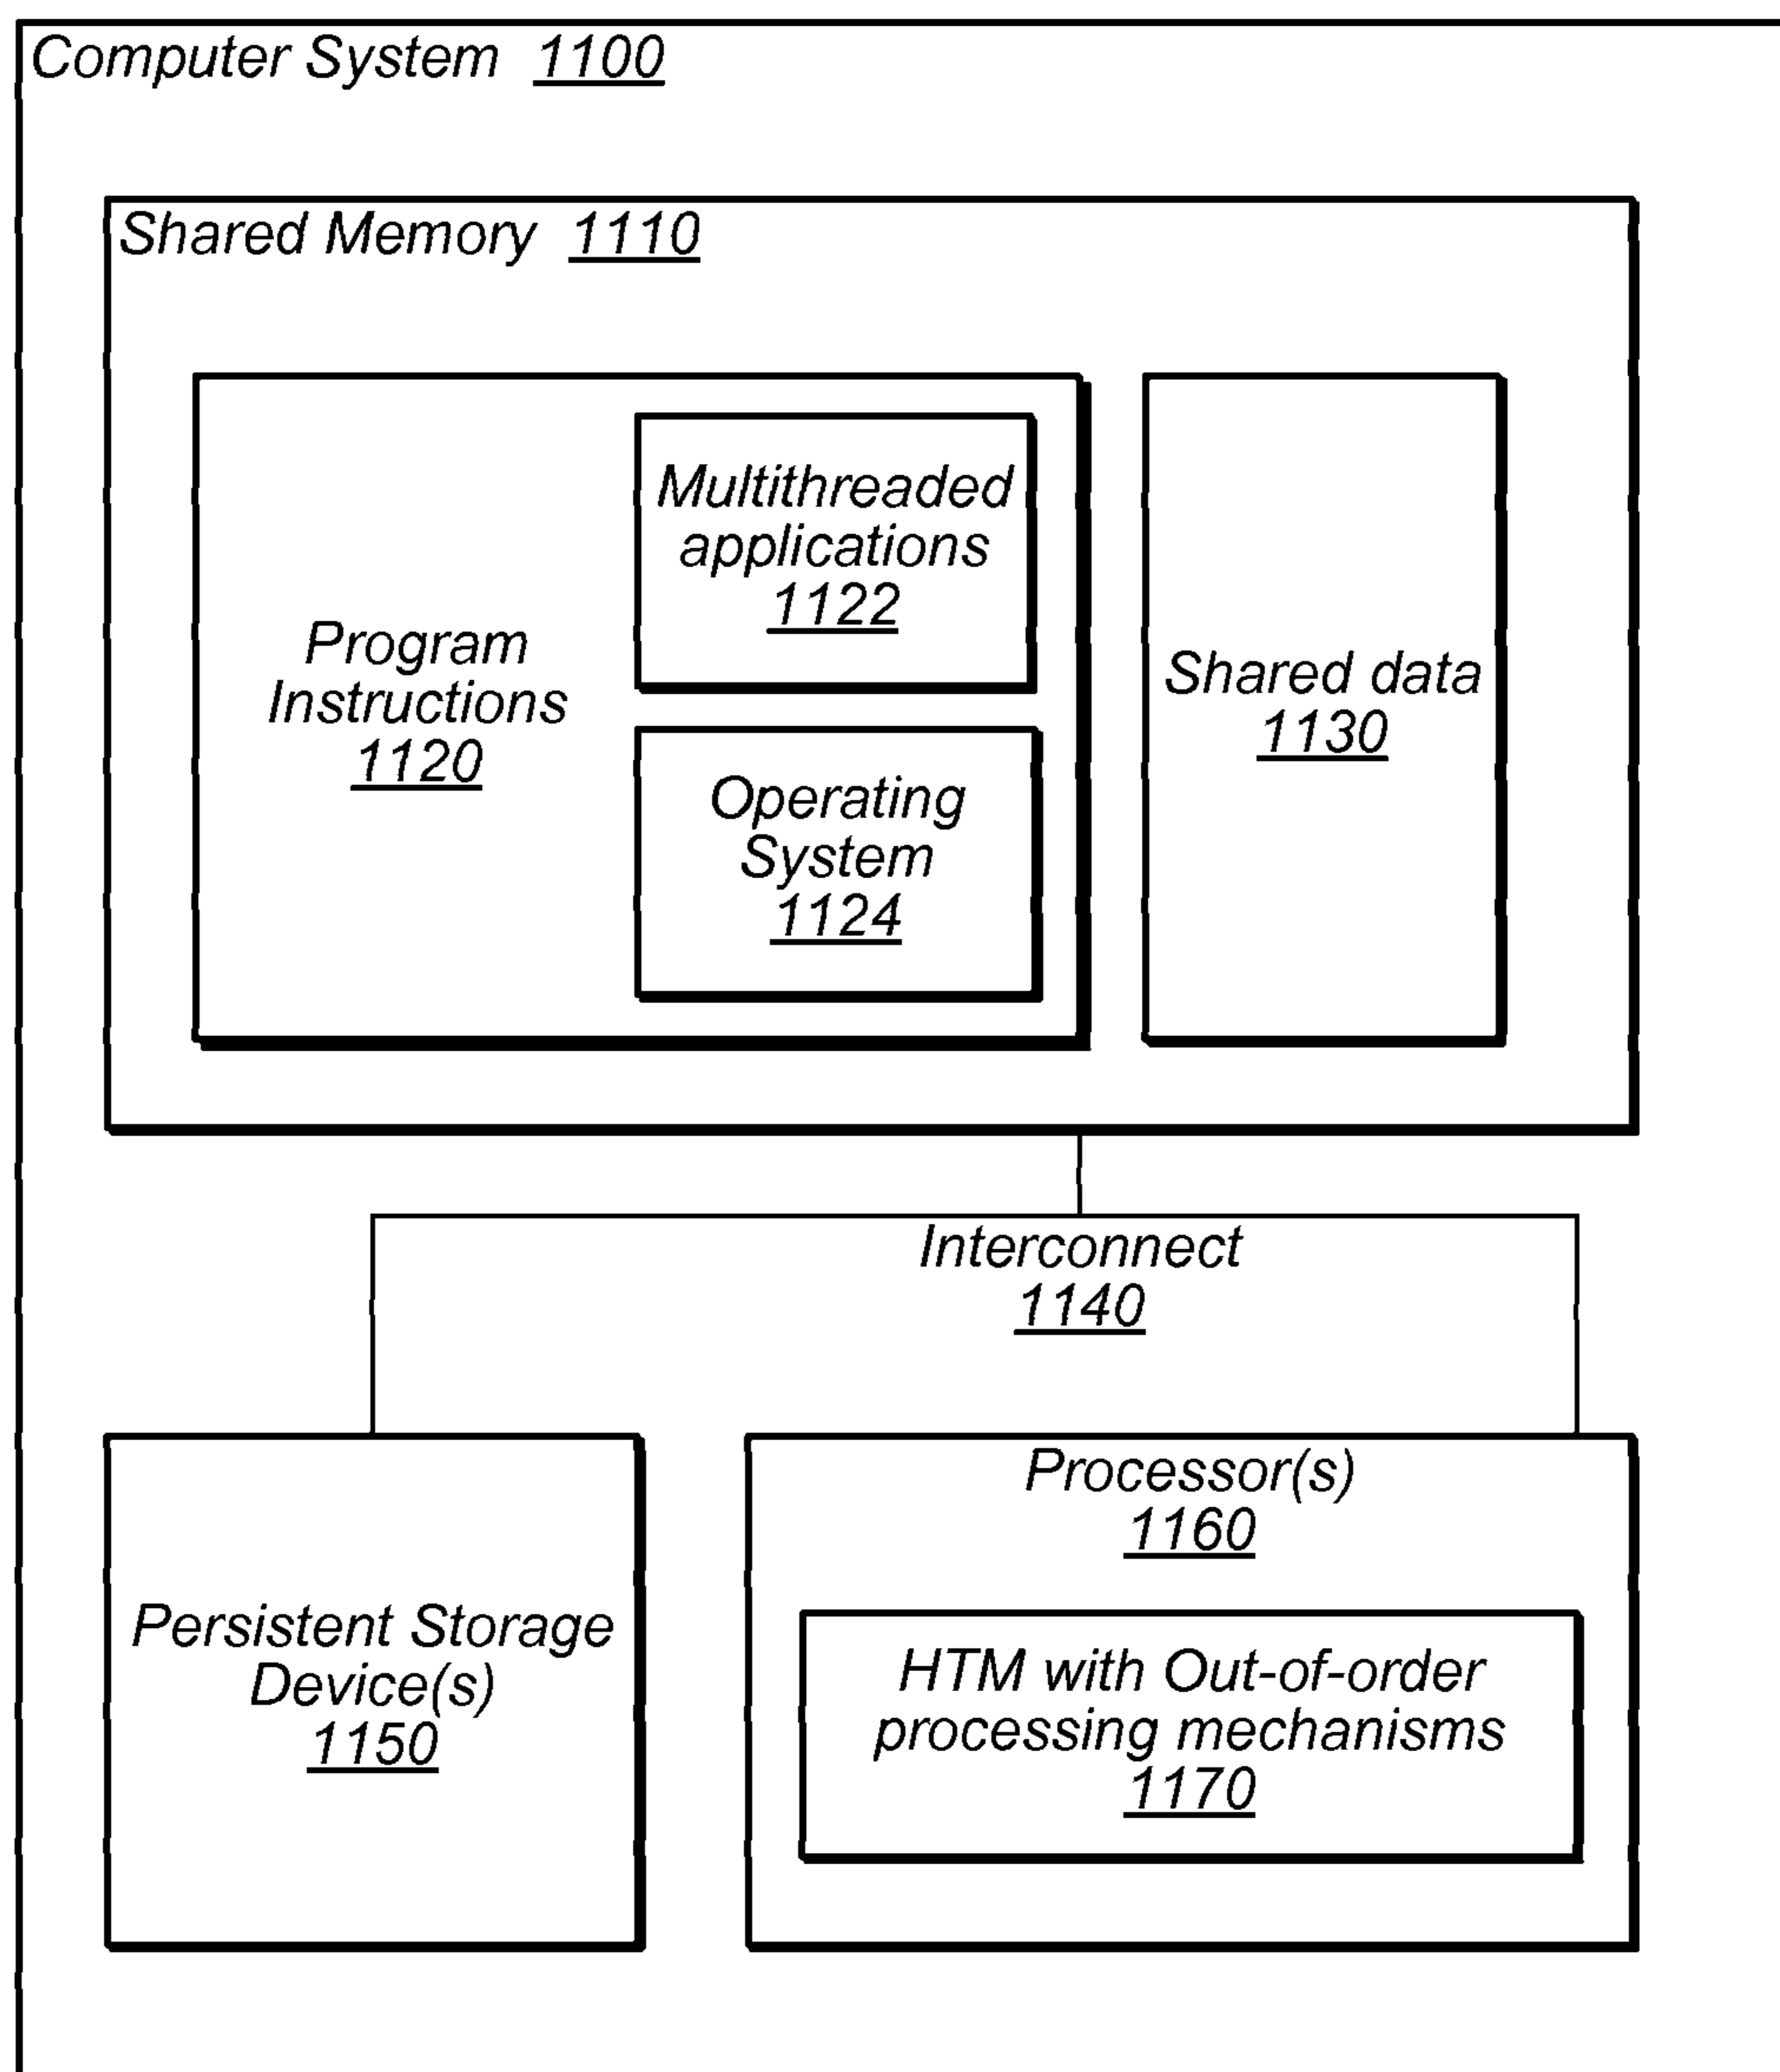 Computer System 1100
Shared Memory 1110
Program
Instructions
1120
Multithreaded
applications
1122
Operating
System
1124
Shared data
1130
Interconnect
1140
Persistent Storage
Device(s)
1150
Processor(s)
1160
HTM with Out-of-order
processing mechanisms
1170